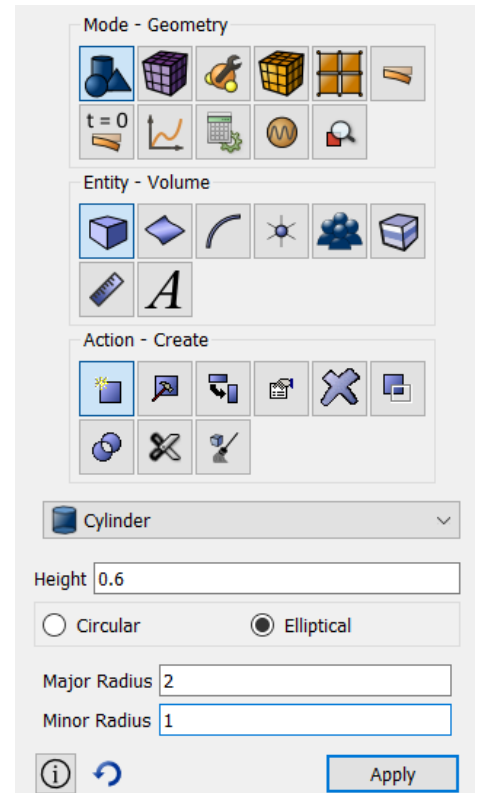 Mode - Geometry
t = 0
Entity - Volume
A
Action - Create
Cylinder
Height 0.6
Circular Elliptical
Major Radius 2
Minor Radius 1
i Apply